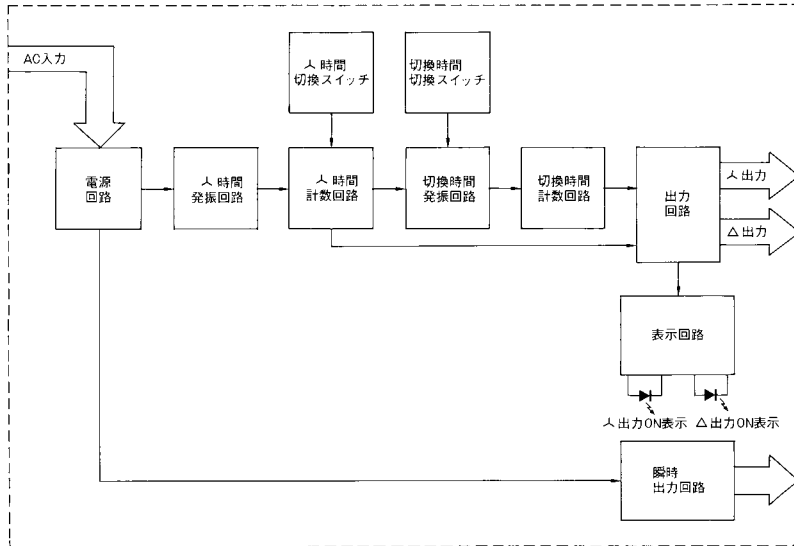 AC入力
人時間
切換スイッチ
切換時間
切換スイッチ
電源
回路
人時間
発振回路
人時間
計数回路
切換時間
発振回路
切換時間
計数回路
出力
回路
人出力
△出力
表示回路
人出力ON表示
△出力ON表示
瞬時
出力回路